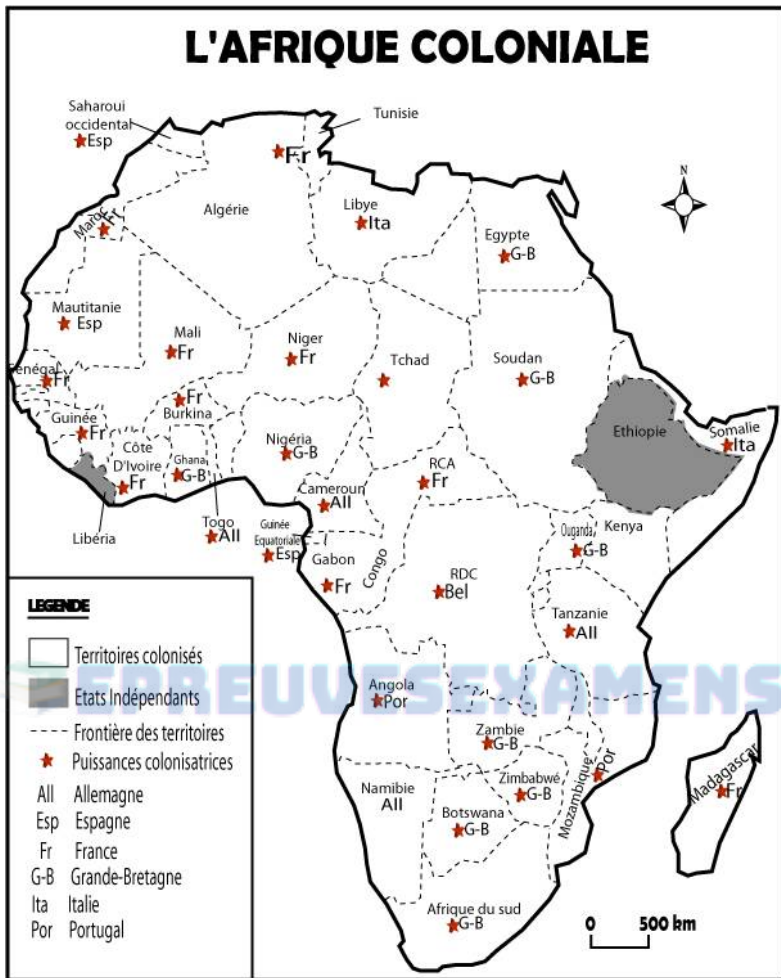 L'AFRIQUE COLONIALE
Saharoui
occidental
Esp
Tunisie
Fr
Algérie
Maroc
Fr
Libye
Ita
Egypte
G-B
N
Mautitanie
Esp
Mali
Fr
Niger
Fr
Tchad
Soudan
G-B
Sénégal
Fr
Fr
Burkina
Guinée
Fr
Côte
D'Ivoire
Fr
Ghana
G-B
Nigéria
G-B
RCA
Fr
Ethiopie
Somalie
Ita
Libéria
Togo
All
Cameroun
All
Guinée
Equatoriale
Esp
Gabon
Fr
Congo
RDC
Bel
Ouganda
G-B
Kenya
Tanzanie
All
Angola
Por
Zambie
G-B
Mozambique
Por
Zimbabwé
G-B
Namibie
All
Botswana
G-B
Madagascar
Fr
Afrique du sud
G-B
0 500 km
LEGENDE
Territoires colonisés
Etats Indépendants
Frontière des territoires
Puissances colonisatrices
All Allemagne
Esp Espagne
Fr France
G-B Grande-Bretagne
Ita Italie
Por Portugal
EPREUVESEXAMENS